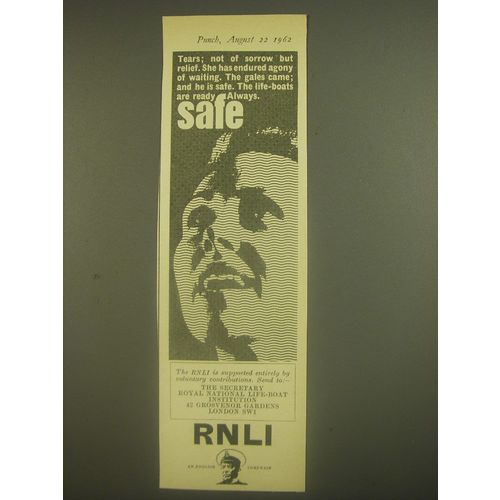 Punch, August 22 1962
Tears; not of sorrow but
relief. She has endured agony
of waiting. The gales came;
and he is safe. The life-boats
are ready. Always.
safe
The RNLI is supported entirely by
voluntary contributions. Send to:-
THE SECRETARY
ROYAL NATIONAL LIFE-BOAT
INSTITUTION
42 GROSVENOR GARDENS
LONDON SW1
RNLI
AN ENGLISH